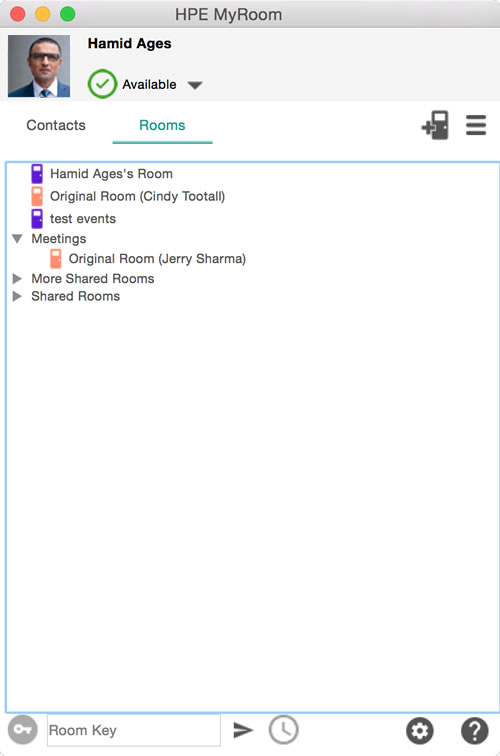 HPE MyRoom
Hamid Ages
Available
Contacts
Rooms
Hamid Ages's Room
Original Room (Cindy Tootall)
test events
Meetings
Original Room (Jerry Sharma)
More Shared Rooms
Shared Rooms
Room Key